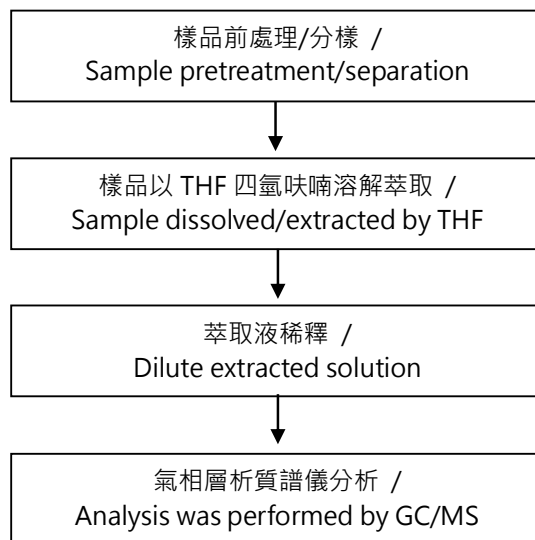 樣品前處理/分樣 /
Sample pretreatment/separation
樣品以 THF 四氫呋喃溶解萃取 /
Sample dissolved/extracted by THF
萃取液稀釋 /
Dilute extracted solution
氣相層析質譜儀分析 /
Analysis was performed by GC/MS